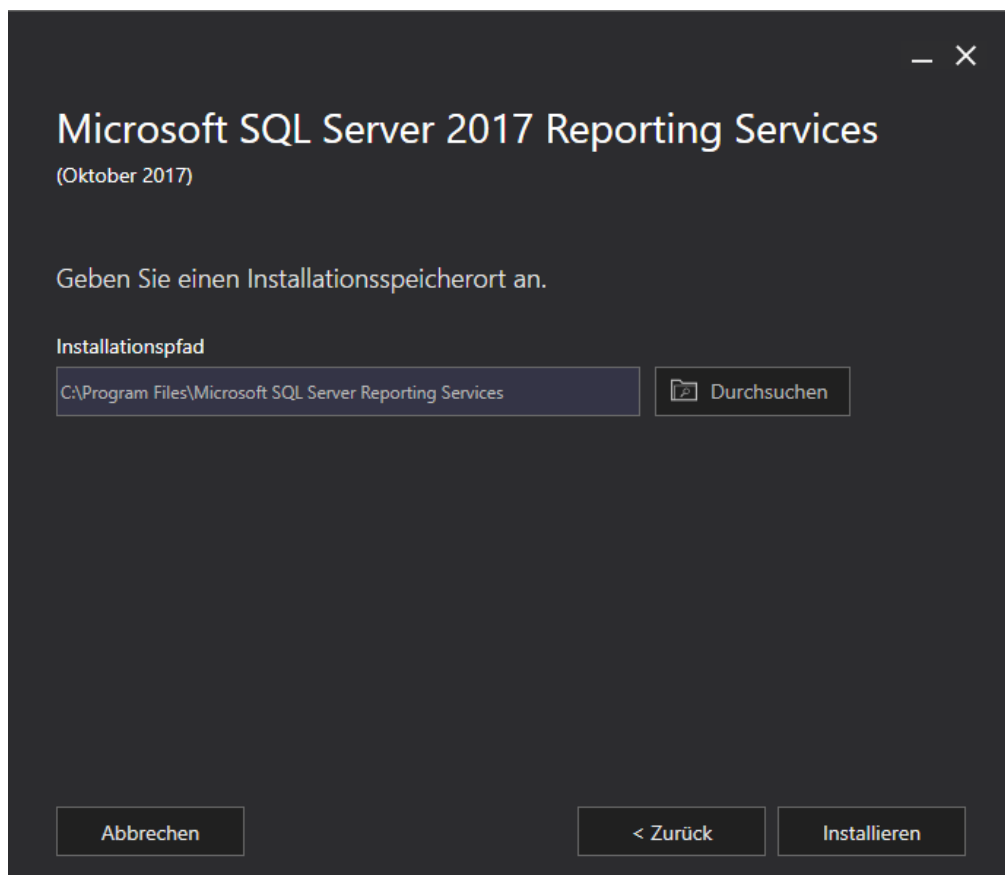 Microsoft SQL Server 2017 Reporting Services
(Oktober 2017)
Geben Sie einen Installationsspeicherort an.
Installationspfad
C:\Program Files\Microsoft SQL Server Reporting Services
Durchsuchen
Abbrechen
< Zurück
Installieren